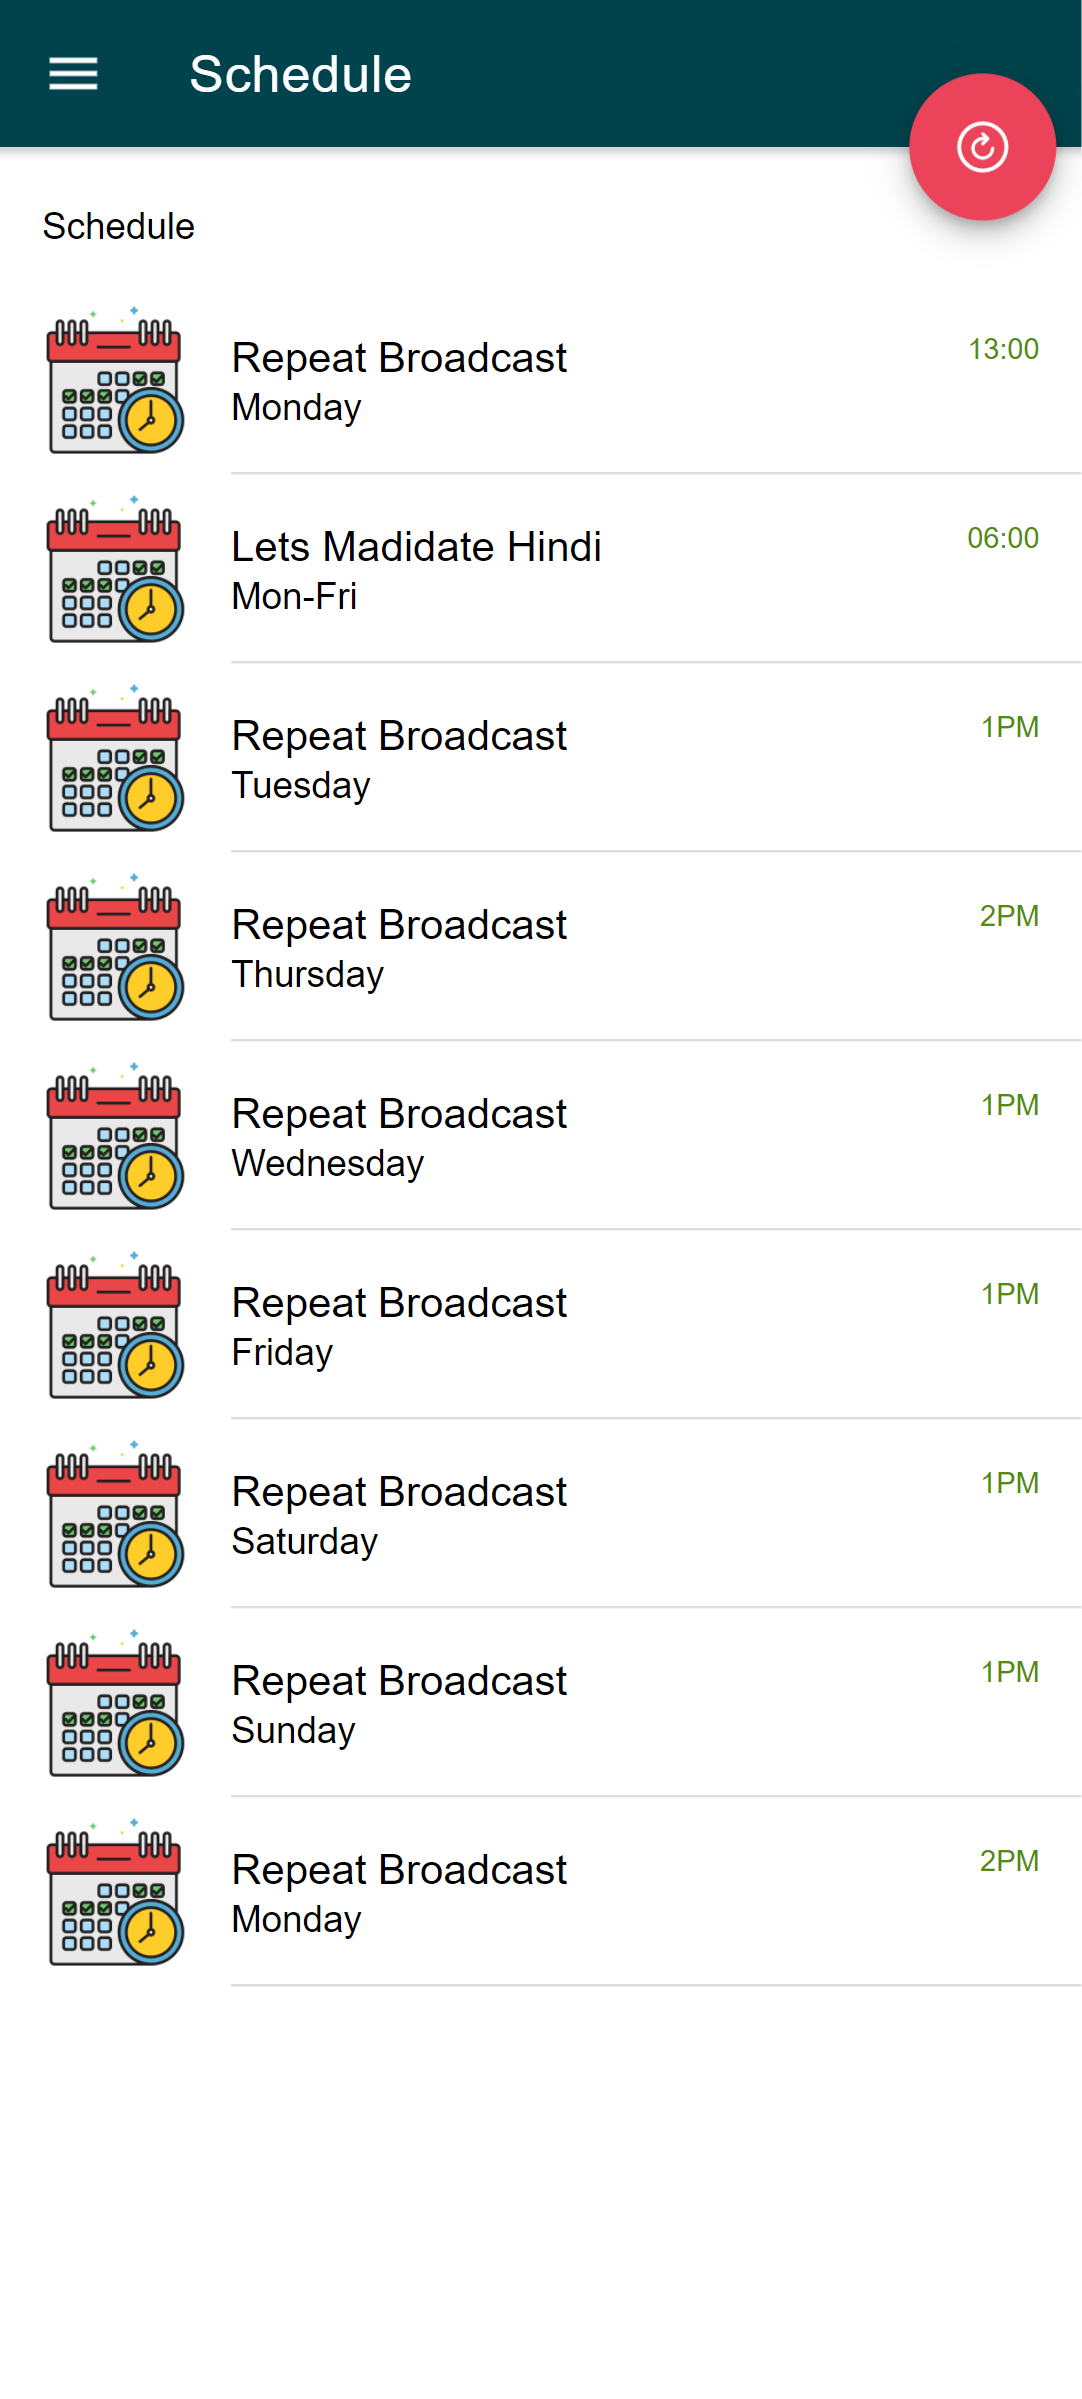 Schedule
Schedule
Repeat Broadcast
13:00
Monday
Lets Madidate Hindi
06:00
Mon-Fri
Repeat Broadcast
1PM
Tuesday
Repeat Broadcast
2PM
Thursday
Repeat Broadcast
1PM
Wednesday
Repeat Broadcast
1PM
Friday
Repeat Broadcast
1PM
Saturday
Repeat Broadcast
1PM
Sunday
Repeat Broadcast
2PM
Monday